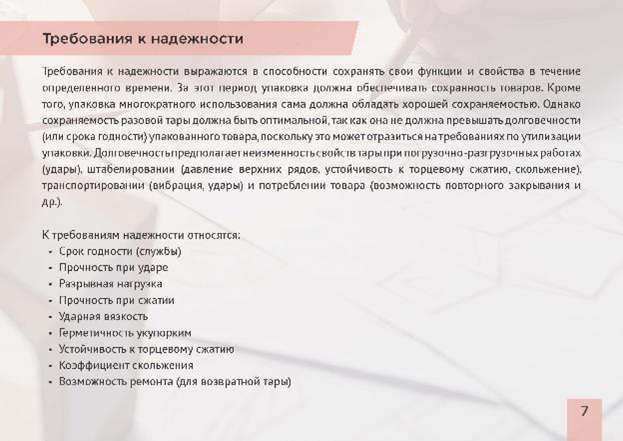 Требования к надежности
Требования к надежности выражаются в способности сохранять свои функции и свойства в течение
определенного времени. За этот период упаковка должна обеспечивать сохранность товаров. Кроме
того, упаковка многократного использования сама должна обладать хорошей сохраняемостью. Однако
сохраняемость разовой тары должна быть оптимальной, так как она не должна превышать долговечности
(или срока годности) упакованного товара, поскольку это может отразиться на требованиях по утилизации
упаковки. Долговечность предполагает неизменность свойств тары при погрузочно-разгрузочных работах
(удары), штабелировании (давление верхних рядов, устойчивость к торцевому сжатию, скольжение),
транспортировании (вибрация, удары) и потреблении товара (возможность повторного закрывания и
др.).
К требованиям надежности относятся:
• Срок годности (службы)
• Прочность при ударе
• Разрывная нагрузка
• Прочность при сжатии
• Ударная вязкость
• Герметичность укупорким
• Устойчивость к торцевому сжатию
• Коэффициент скольжения
• Возможность ремонта (для возвратной тары)
7